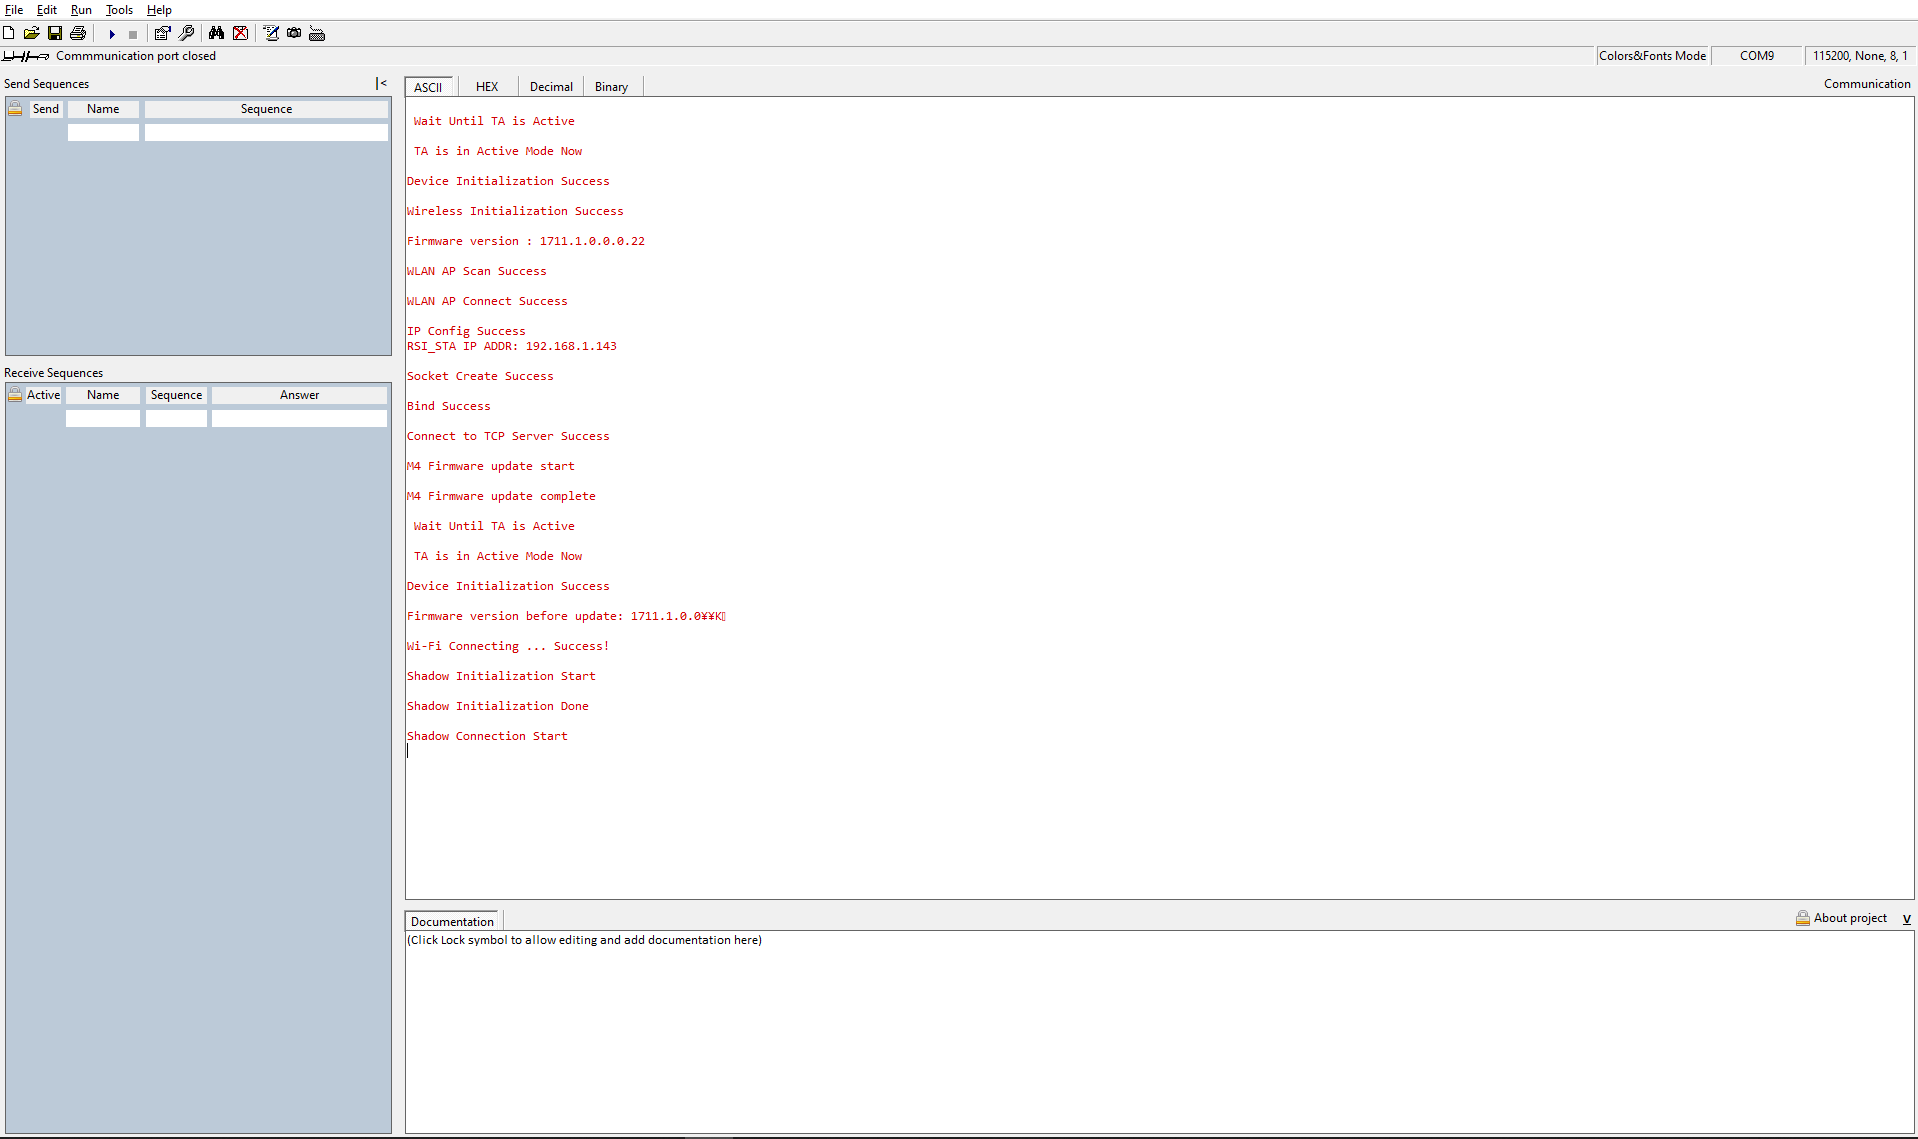 File Edit Run Tools Help
Commmunication port closed
Colors&Fonts Mode COM9 115200, None, 8, 1
Send Sequences |<
Send Name Sequence
Receive Sequences
Active Name Sequence Answer
ASCII HEX Decimal Binary
Communication
Wait Until TA is Active
TA is in Active Mode Now
Device Initialization Success
Wireless Initialization Success
Firmware version : 1711.1.0.0.0.22
WLAN AP Scan Success
WLAN AP Connect Success
IP Config Success
RSI_STA IP ADDR: 192.168.1.143
Socket Create Success
Bind Success
Connect to TCP Server Success
M4 Firmware update start
M4 Firmware update complete
Wait Until TA is Active
TA is in Active Mode Now
Device Initialization Success
Firmware version before update: 1711.1.0.0¥¥K
Wi-Fi Connecting ... Success!
Shadow Initialization Start
Shadow Initialization Done
Shadow Connection Start
Documentation
About project V
(Click Lock symbol to allow editing and add documentation here)